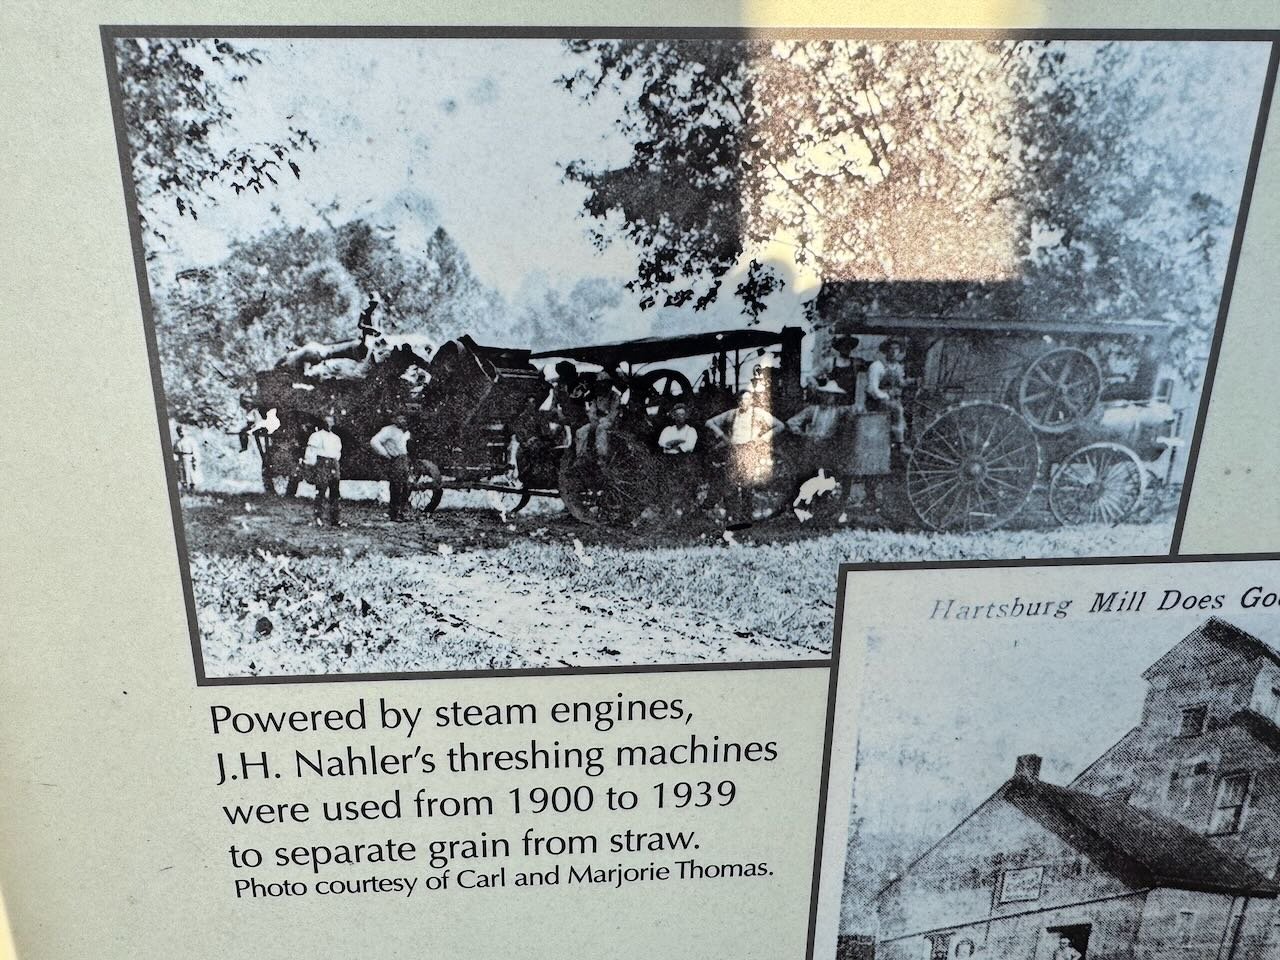 Powered by steam engines,
J.H. Nahler's threshing machines
were used from 1900 to 1939
to separate grain from straw.
Photo courtesy of Carl and Marjorie Thomas.
Hartsburg Mill Does